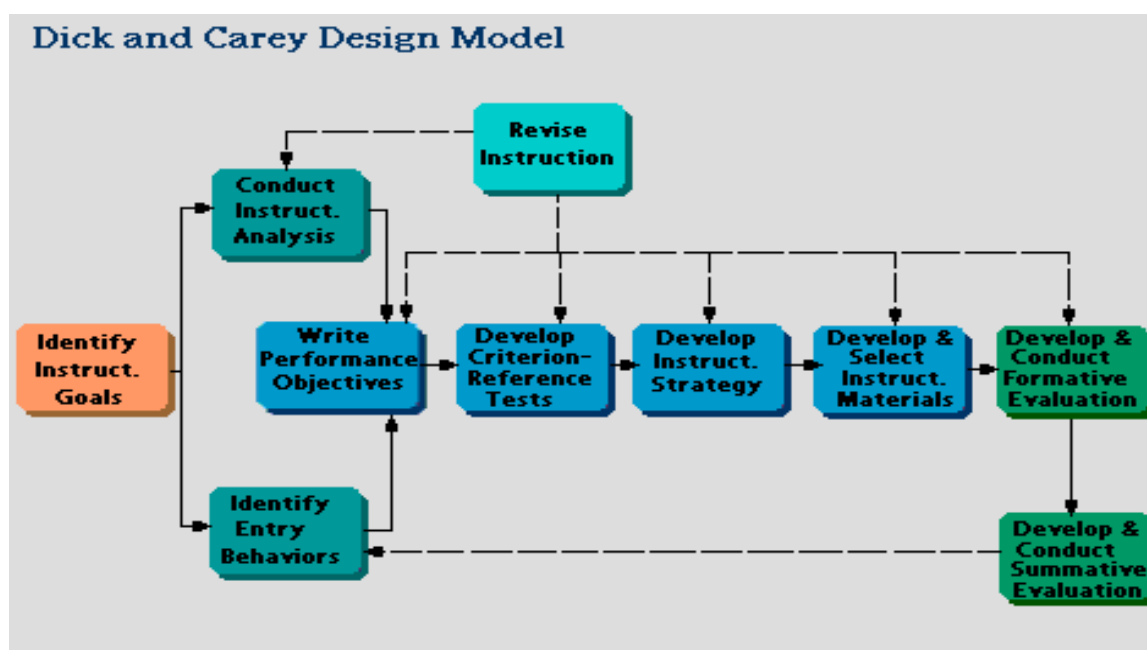 Dick and Carey Design Model
Revise
Instruction
Conduct
Instruct.
Analysis
Identify
Instruct.
Goals
Write
Performance
Objectives
Develop
Criterion-
Reference
Tests
Develop
Instruct.
Strategy
Develop &
Select
Instruct.
Materials
Develop &
Conduct
Formative
Evaluation
Identify
Entry
Behaviors
Develop &
Conduct
Summative
Evaluation